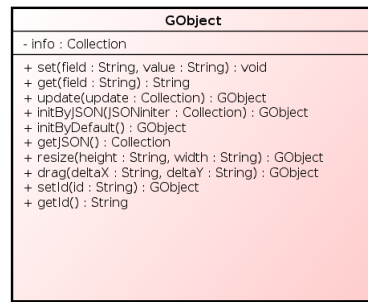 GObject
- info : Collection
+ set(field : String, value : String) : void
+ get(field : String) : String
+ update(update : Collection) : GObject
+ initByJSON(JSONiniter : Collection) : GObject
+ initByDefault() : GObject
+ getJSON() : Collection
+ resize(height : String, width : String) : GObject
+ drag(deltaX : String, deltaY : String) : GObject
+ setId(id : String) : GObject
+ getId() : String